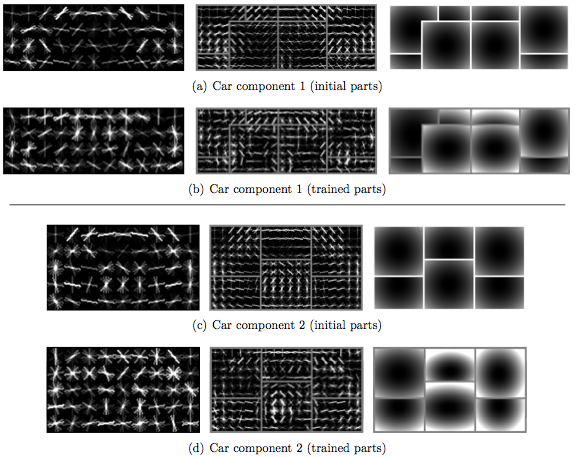 (a) Car component 1 (initial parts)
(b) Car component 1 (trained parts)
(c) Car component 2 (initial parts)
(d) Car component 2 (trained parts)